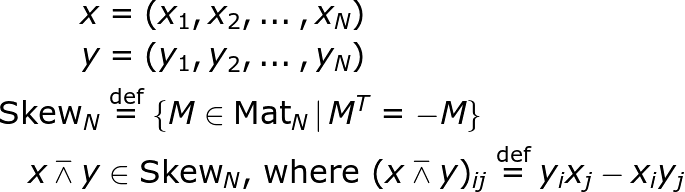 x = (x₁, x₂, … , x_N)
y = (y₁, y₂, … , y_N)
Skew_N ≝ {M ∈ Mat_N | M^T = −M}
x ⊼ y ∈ Skew_N, where (x ⊼ y)_ij ≝ y_i x_j − x_i y_j